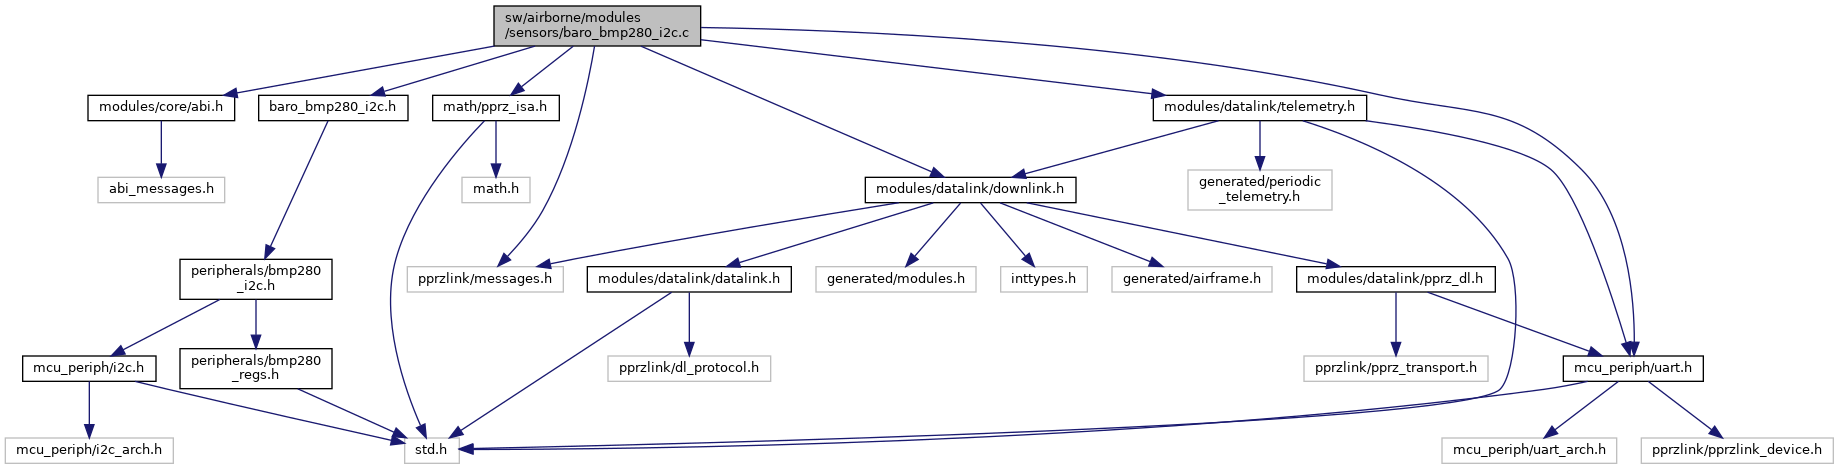 sw/airborne/modules
/sensors/baro_bmp280_i2c.c
modules/core/abi.h
baro_bmp280_i2c.h
math/pprz_isa.h
modules/datalink/telemetry.h
abi_messages.h
math.h
modules/datalink/downlink.h
generated/periodic
_telemetry.h
peripherals/bmp280
_i2c.h
pprzlink/messages.h
modules/datalink/datalink.h
generated/modules.h
inttypes.h
generated/airframe.h
modules/datalink/pprz_dl.h
mcu_periph/i2c.h
peripherals/bmp280
_regs.h
pprzlink/dl_protocol.h
pprzlink/pprz_transport.h
mcu_periph/uart.h
mcu_periph/i2c_arch.h
std.h
mcu_periph/uart_arch.h
pprzlink/pprzlink_device.h